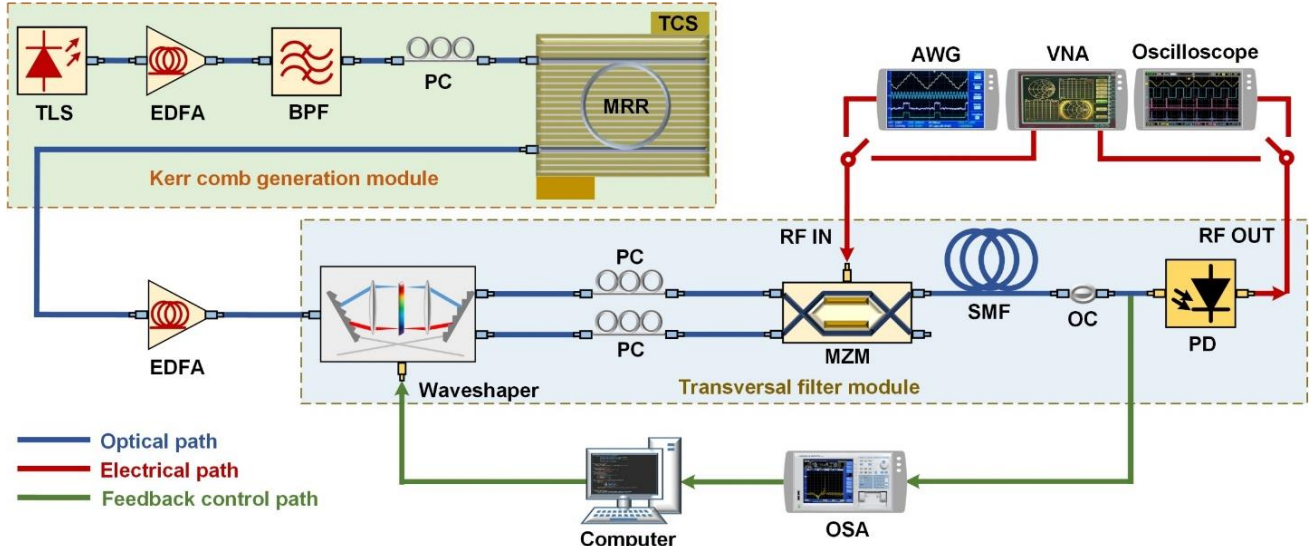 TCS
TLS
EDFA
BPF
PC
MRR
Kerr comb generation module
AWG
VNA
Oscilloscope
RF IN
RF OUT
EDFA
Waveshaper
PC
PC
MZM
SMF
OC
PD
Transversal filter module
Optical path
Electrical path
Feedback control path
Computer
OSA